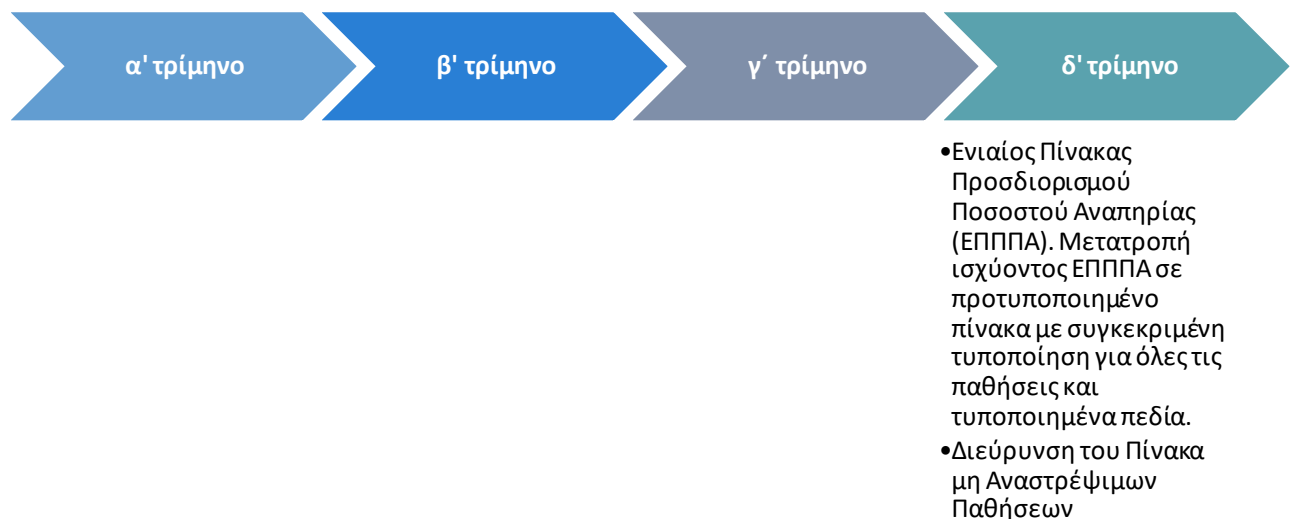 α' τρίμηνο
β' τρίμηνο
γ΄ τρίμηνο
δ' τρίμηνο
•Ενιαίος Πίνακας
Προσδιορισμού
Ποσοστού Αναπηρίας
(ΕΠΠΠΑ). Μετατροπή
ισχύοντος ΕΠΠΠΑ σε
προτυποποιημένο
πίνακα με συγκεκριμένη
τυποποίηση για όλες τις
παθήσεις και
τυποποιημένα πεδία.
•Διεύρυνση του Πίνακα
μη Αναστρέψιμων
Παθήσεων